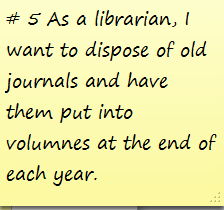 # 5 As a librarian, I
want to dispose of old
journals and have
them put into
volumnes at the end of
each year.